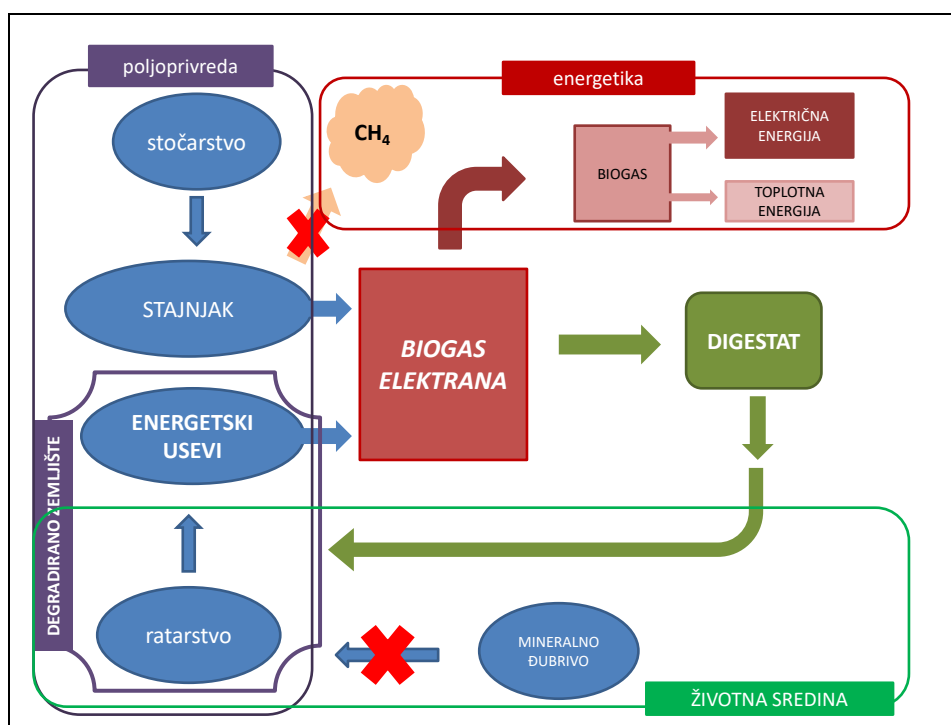 poljoprivreda
energetika
stočarstvo
CH4
ELEKTRIČNA
ENERGIJA
BIOGAS
TOPLOTNA
ENERGIJA
STAJNJAK
BIOGAS
ELEKTRANA
DIGESTAT
ENERGETSKI
USEVI
DEGRADIRANO ZEMLJIŠTE
ratarstvo
MINERALNO
ĐUBRIVO
ŽIVOTNA SREDINA